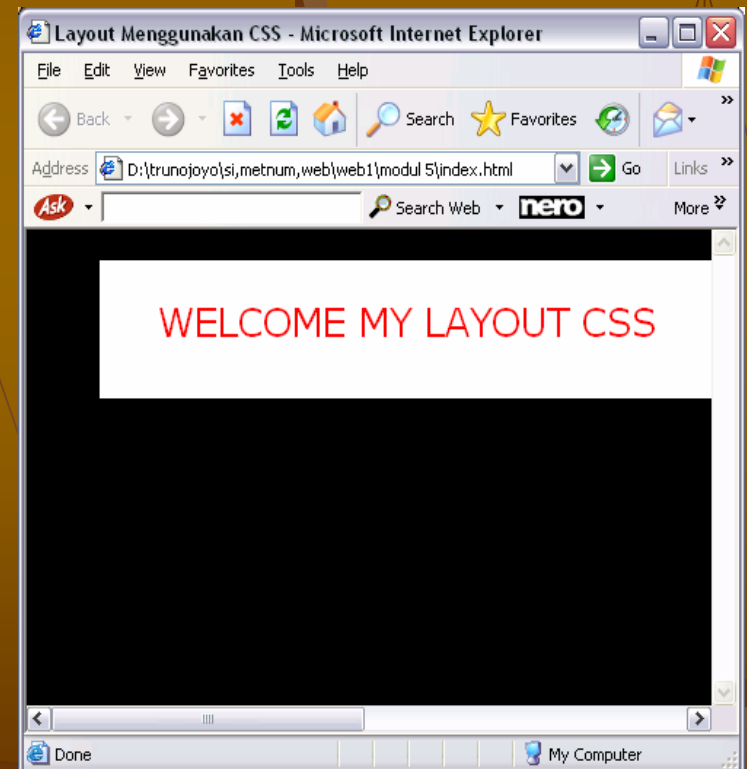 Layout Menggunakan CSS - Microsoft Internet Explorer
File Edit View Favorites Tools Help
Back Search Favorites »
Address D:\trunojoyo\si,metnum,web\web1\modul 5\index.html Go Links »
Ask Search Web nero More »
WELCOME MY LAYOUT CSS
Done My Computer